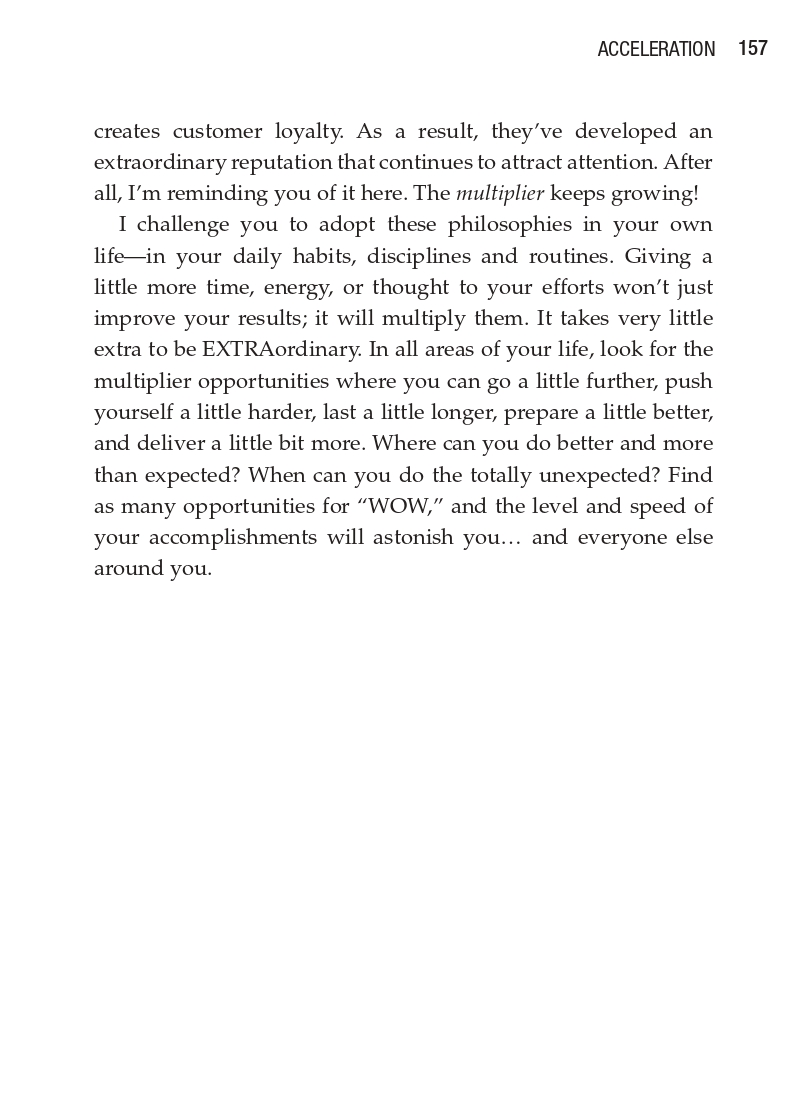 ACCELERATION 157
creates customer loyalty. As a result, they’ve developed an
extraordinary reputation that continues to attract attention. After
all, I’m reminding you of it here. The multiplier keeps growing!
I challenge you to adopt these philosophies in your own
life—in your daily habits, disciplines and routines. Giving a
little more time, energy, or thought to your efforts won’t just
improve your results; it will multiply them. It takes very little
extra to be EXTRAordinary. In all areas of your life, look for the
multiplier opportunities where you can go a little further, push
yourself a little harder, last a little longer, prepare a little better,
and deliver a little bit more. Where can you do better and more
than expected? When can you do the totally unexpected? Find
as many opportunities for “WOW,” and the level and speed of
your accomplishments will astonish you… and everyone else
around you.